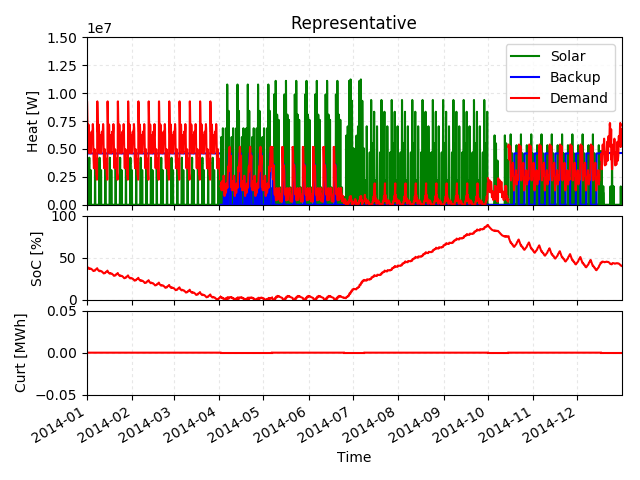 Representative
1e7
1.50
1.25
1.00
0.75
0.50
0.25
0.00
Heat [W]
Solar
Backup
Demand
100
50
0
SoC [%]
0.05
0.00
−0.05
Curt [MWh]
2014-01
2014-02
2014-03
2014-04
2014-05
2014-06
2014-07
2014-08
2014-09
2014-10
2014-11
2014-12
Time